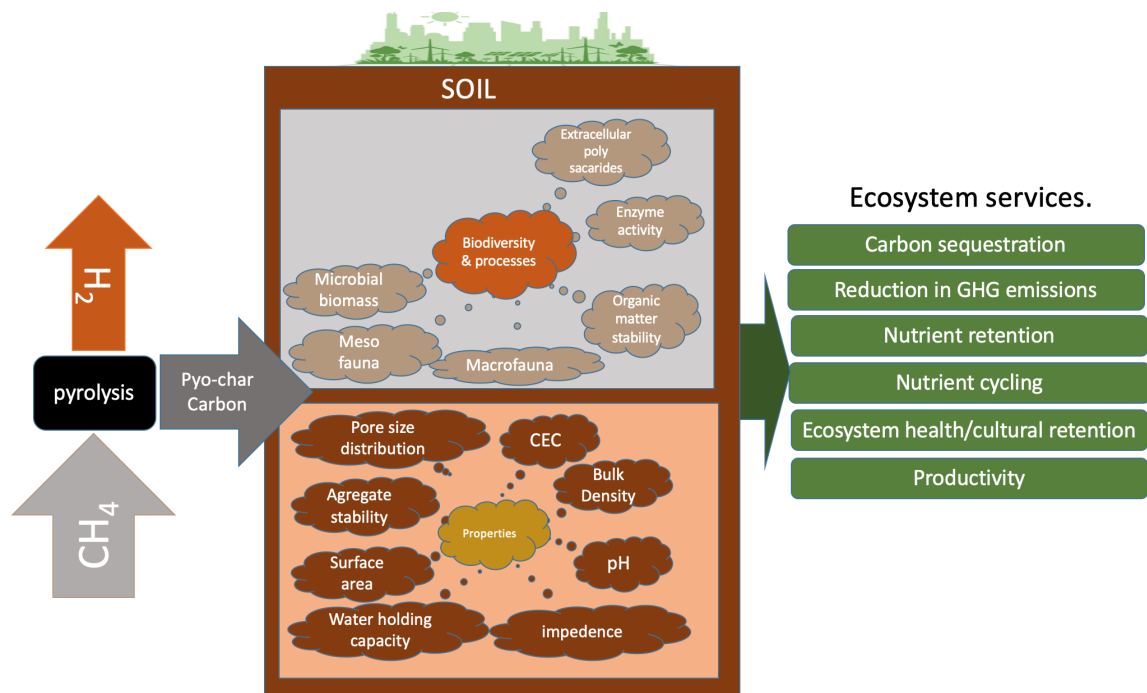 SOIL
Extracellular
poly
sacarides
Enzyme
activity
Biodiversity
& processes
Microbial
biomass
Organic
matter
stability
Meso
fauna
Macrofauna
H₂
pyrolysis
CH₄
Pyo-char
Carbon
Pore size
distribution
CEC
Bulk
Density
Agregate
stability
Properties
Surface
area
pH
Water holding
capacity
impedence
Ecosystem services.
Carbon sequestration
Reduction in GHG emissions
Nutrient retention
Nutrient cycling
Ecosystem health/cultural retention
Productivity